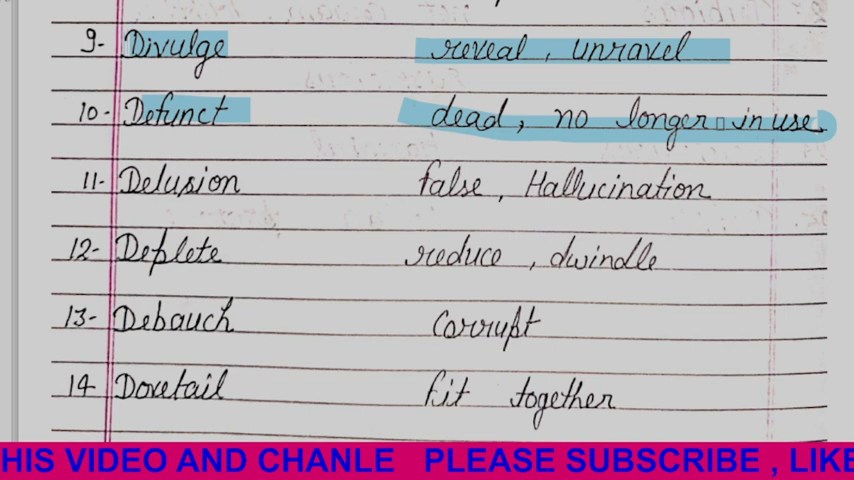 9- Divulge reveal, unravel
10- Defunct dead, no longer in use
11- Delusion false, Hallucination
12- Deplete reduce, dwindle
13- Debauch Corrupt
14 Dovetail fit together
HIS VIDEO AND CHANLE PLEASE SUBSCRIBE , LIKE